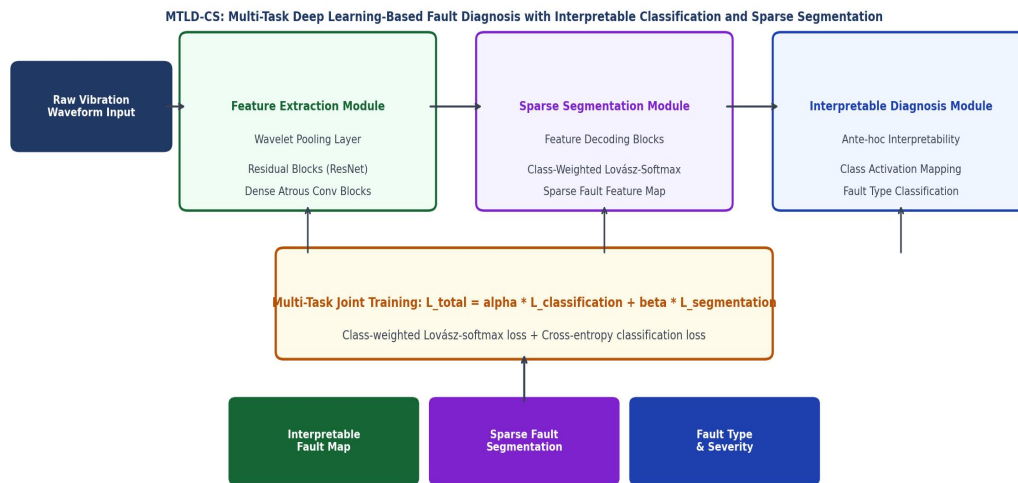 MTLD-CS: Multi-Task Deep Learning-Based Fault Diagnosis with Interpretable Classification and Sparse Segmentation
Raw Vibration
Waveform Input
Feature Extraction Module
Wavelet Pooling Layer
Residual Blocks (ResNet)
Dense Atrous Conv Blocks
Sparse Segmentation Module
Feature Decoding Blocks
Class-Weighted Lovász-Softmax
Sparse Fault Feature Map
Interpretable Diagnosis Module
Ante-hoc Interpretability
Class Activation Mapping
Fault Type Classification
Multi-Task Joint Training: L_total = alpha * L_classification + beta * L_segmentation
Class-weighted Lovász-softmax loss + Cross-entropy classification loss
Interpretable
Fault Map
Sparse Fault
Segmentation
Fault Type
& Severity